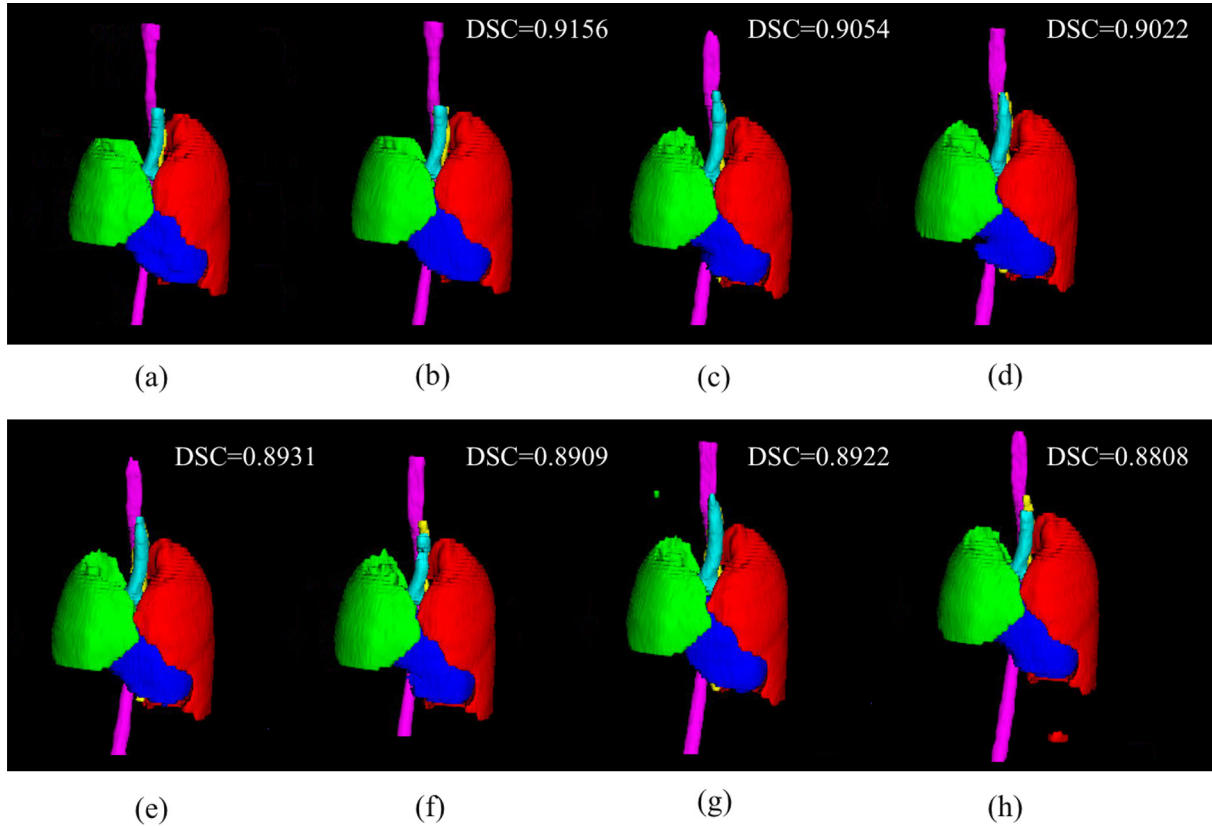 DSC=0.9156 DSC=0.9054 DSC=0.9022
(a) (b) (c) (d)
DSC=0.8931 DSC=0.8909 DSC=0.8922 DSC=0.8808
(e) (f) (g) (h)